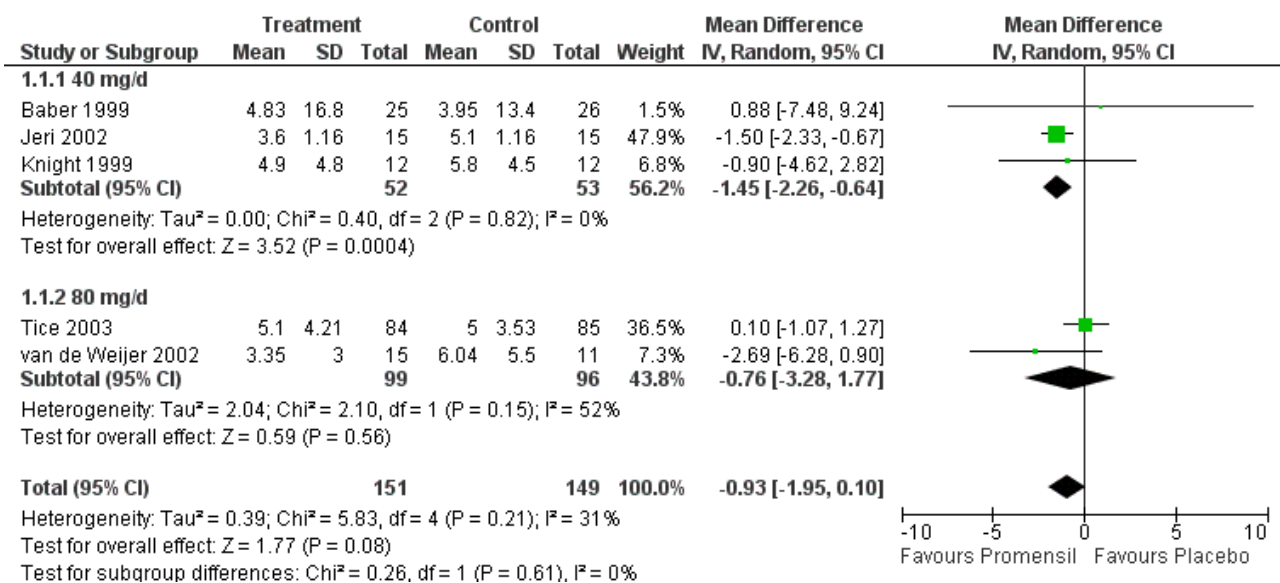 Treatment Control Mean Difference Mean Difference
Study or Subgroup Mean SD Total Mean SD Total Weight IV, Random, 95% CI IV, Random, 95% CI
1.1.1 40 mg/d
Baber 1999 4.83 16.8 25 3.95 13.4 26 1.5% 0.88 [-7.48, 9.24]
Jeri 2002 3.6 1.16 15 5.1 1.16 15 47.9% -1.50 [-2.33, -0.67]
Knight 1999 4.9 4.8 12 5.8 4.5 12 6.8% -0.90 [-4.62, 2.82]
Subtotal (95% CI) 52 53 56.2% -1.45 [-2.26, -0.64]
Heterogeneity: Tau² = 0.00; Chi² = 0.40, df = 2 (P = 0.82); I² = 0%
Test for overall effect: Z = 3.52 (P = 0.0004)
1.1.2 80 mg/d
Tice 2003 5.1 4.21 84 5 3.53 85 36.5% 0.10 [-1.07, 1.27]
van de Weijer 2002 3.35 3 15 6.04 5.5 11 7.3% -2.69 [-6.28, 0.90]
Subtotal (95% CI) 99 96 43.8% -0.76 [-3.28, 1.77]
Heterogeneity: Tau² = 2.04; Chi² = 2.10, df = 1 (P = 0.15); I² = 52%
Test for overall effect: Z = 0.59 (P = 0.56)
Total (95% CI) 151 149 100.0% -0.93 [-1.95, 0.10]
Heterogeneity: Tau² = 0.39; Chi² = 5.83, df = 4 (P = 0.21); I² = 31%
Test for overall effect: Z = 1.77 (P = 0.08)
Test for subgroup differences: Chi² = 0.26, df = 1 (P = 0.61), I² = 0%
-10 -5 0 5 10
Favours Promensil Favours Placebo